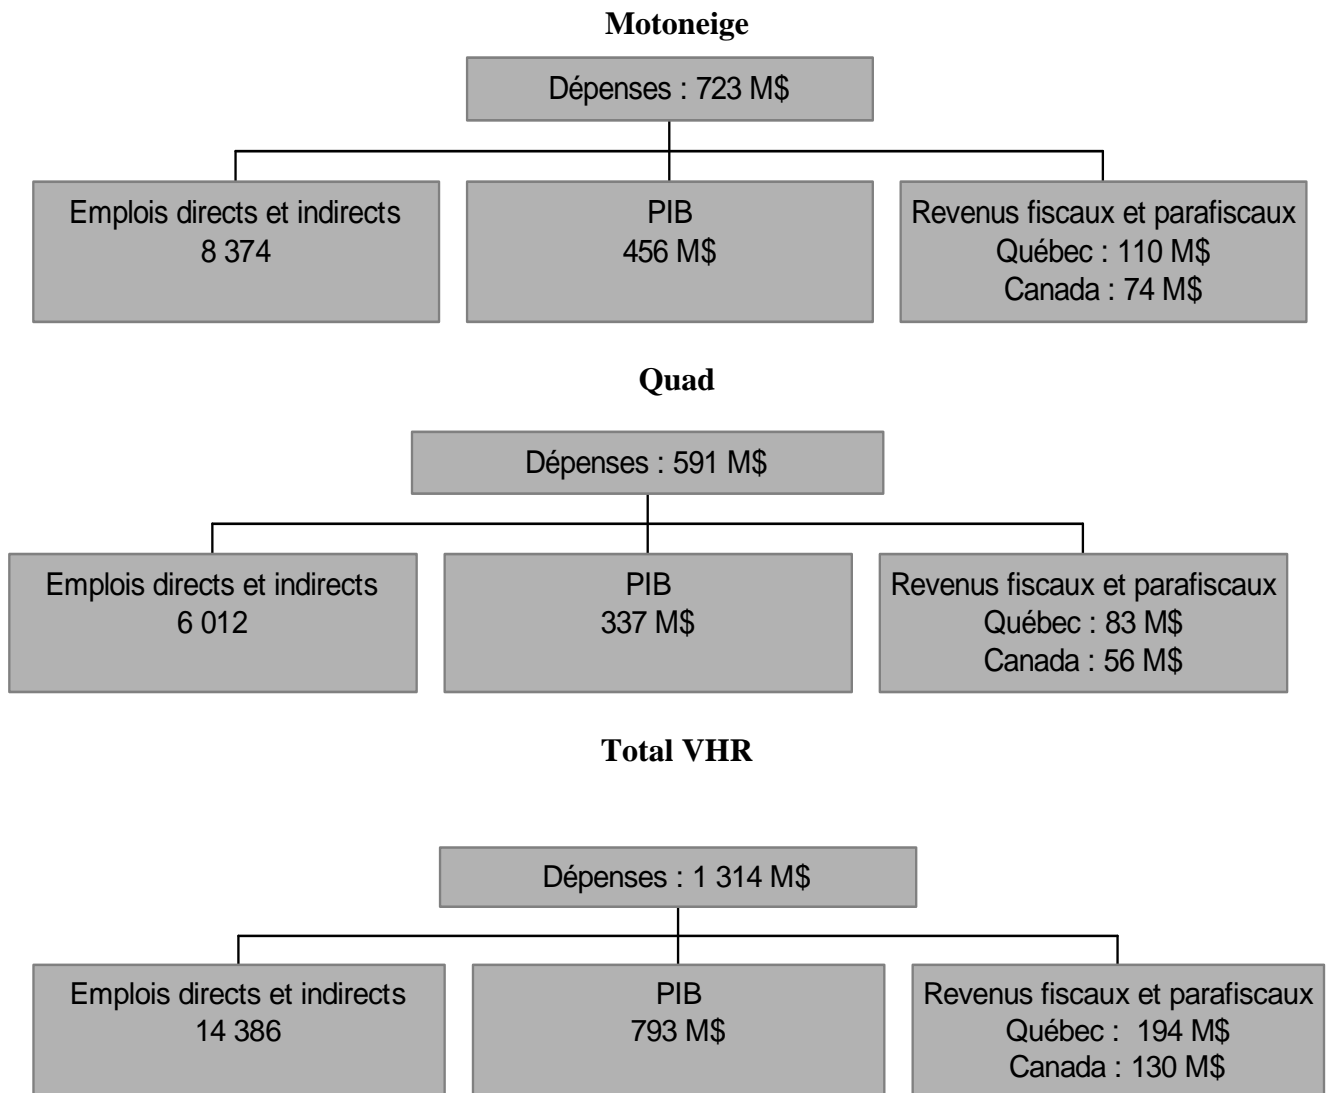 Motoneige
Dépenses : 723 M$
Emplois directs et indirects
8 374
PIB
456 M$
Revenus fiscaux et parafiscaux
Québec : 110 M$
Canada : 74 M$
Quad
Dépenses : 591 M$
Emplois directs et indirects
6 012
PIB
337 M$
Revenus fiscaux et parafiscaux
Québec : 83 M$
Canada : 56 M$
Total VHR
Dépenses : 1 314 M$
Emplois directs et indirects
14 386
PIB
793 M$
Revenus fiscaux et parafiscaux
Québec : 194 M$
Canada : 130 M$